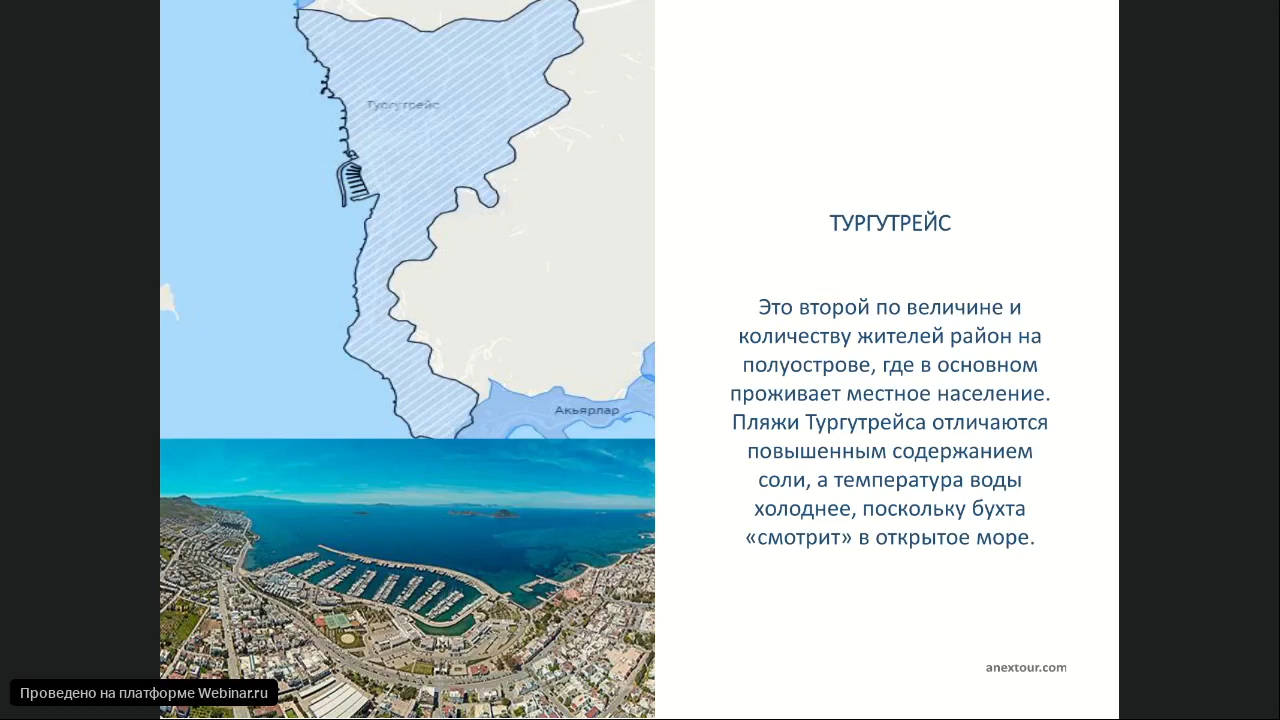 Тургутрейс
Акьярлар
ТУРГУТРЕЙС
Это второй по величине и
количеству жителей район на
полуострове, где в основном
проживает местное население.
Пляжи Тургутрейса отличаются
повышенным содержанием
соли, а температура воды
холоднее, поскольку бухта
«смотрит» в открытое море.
anextour.com
Проведено на платформе Webinar.ru